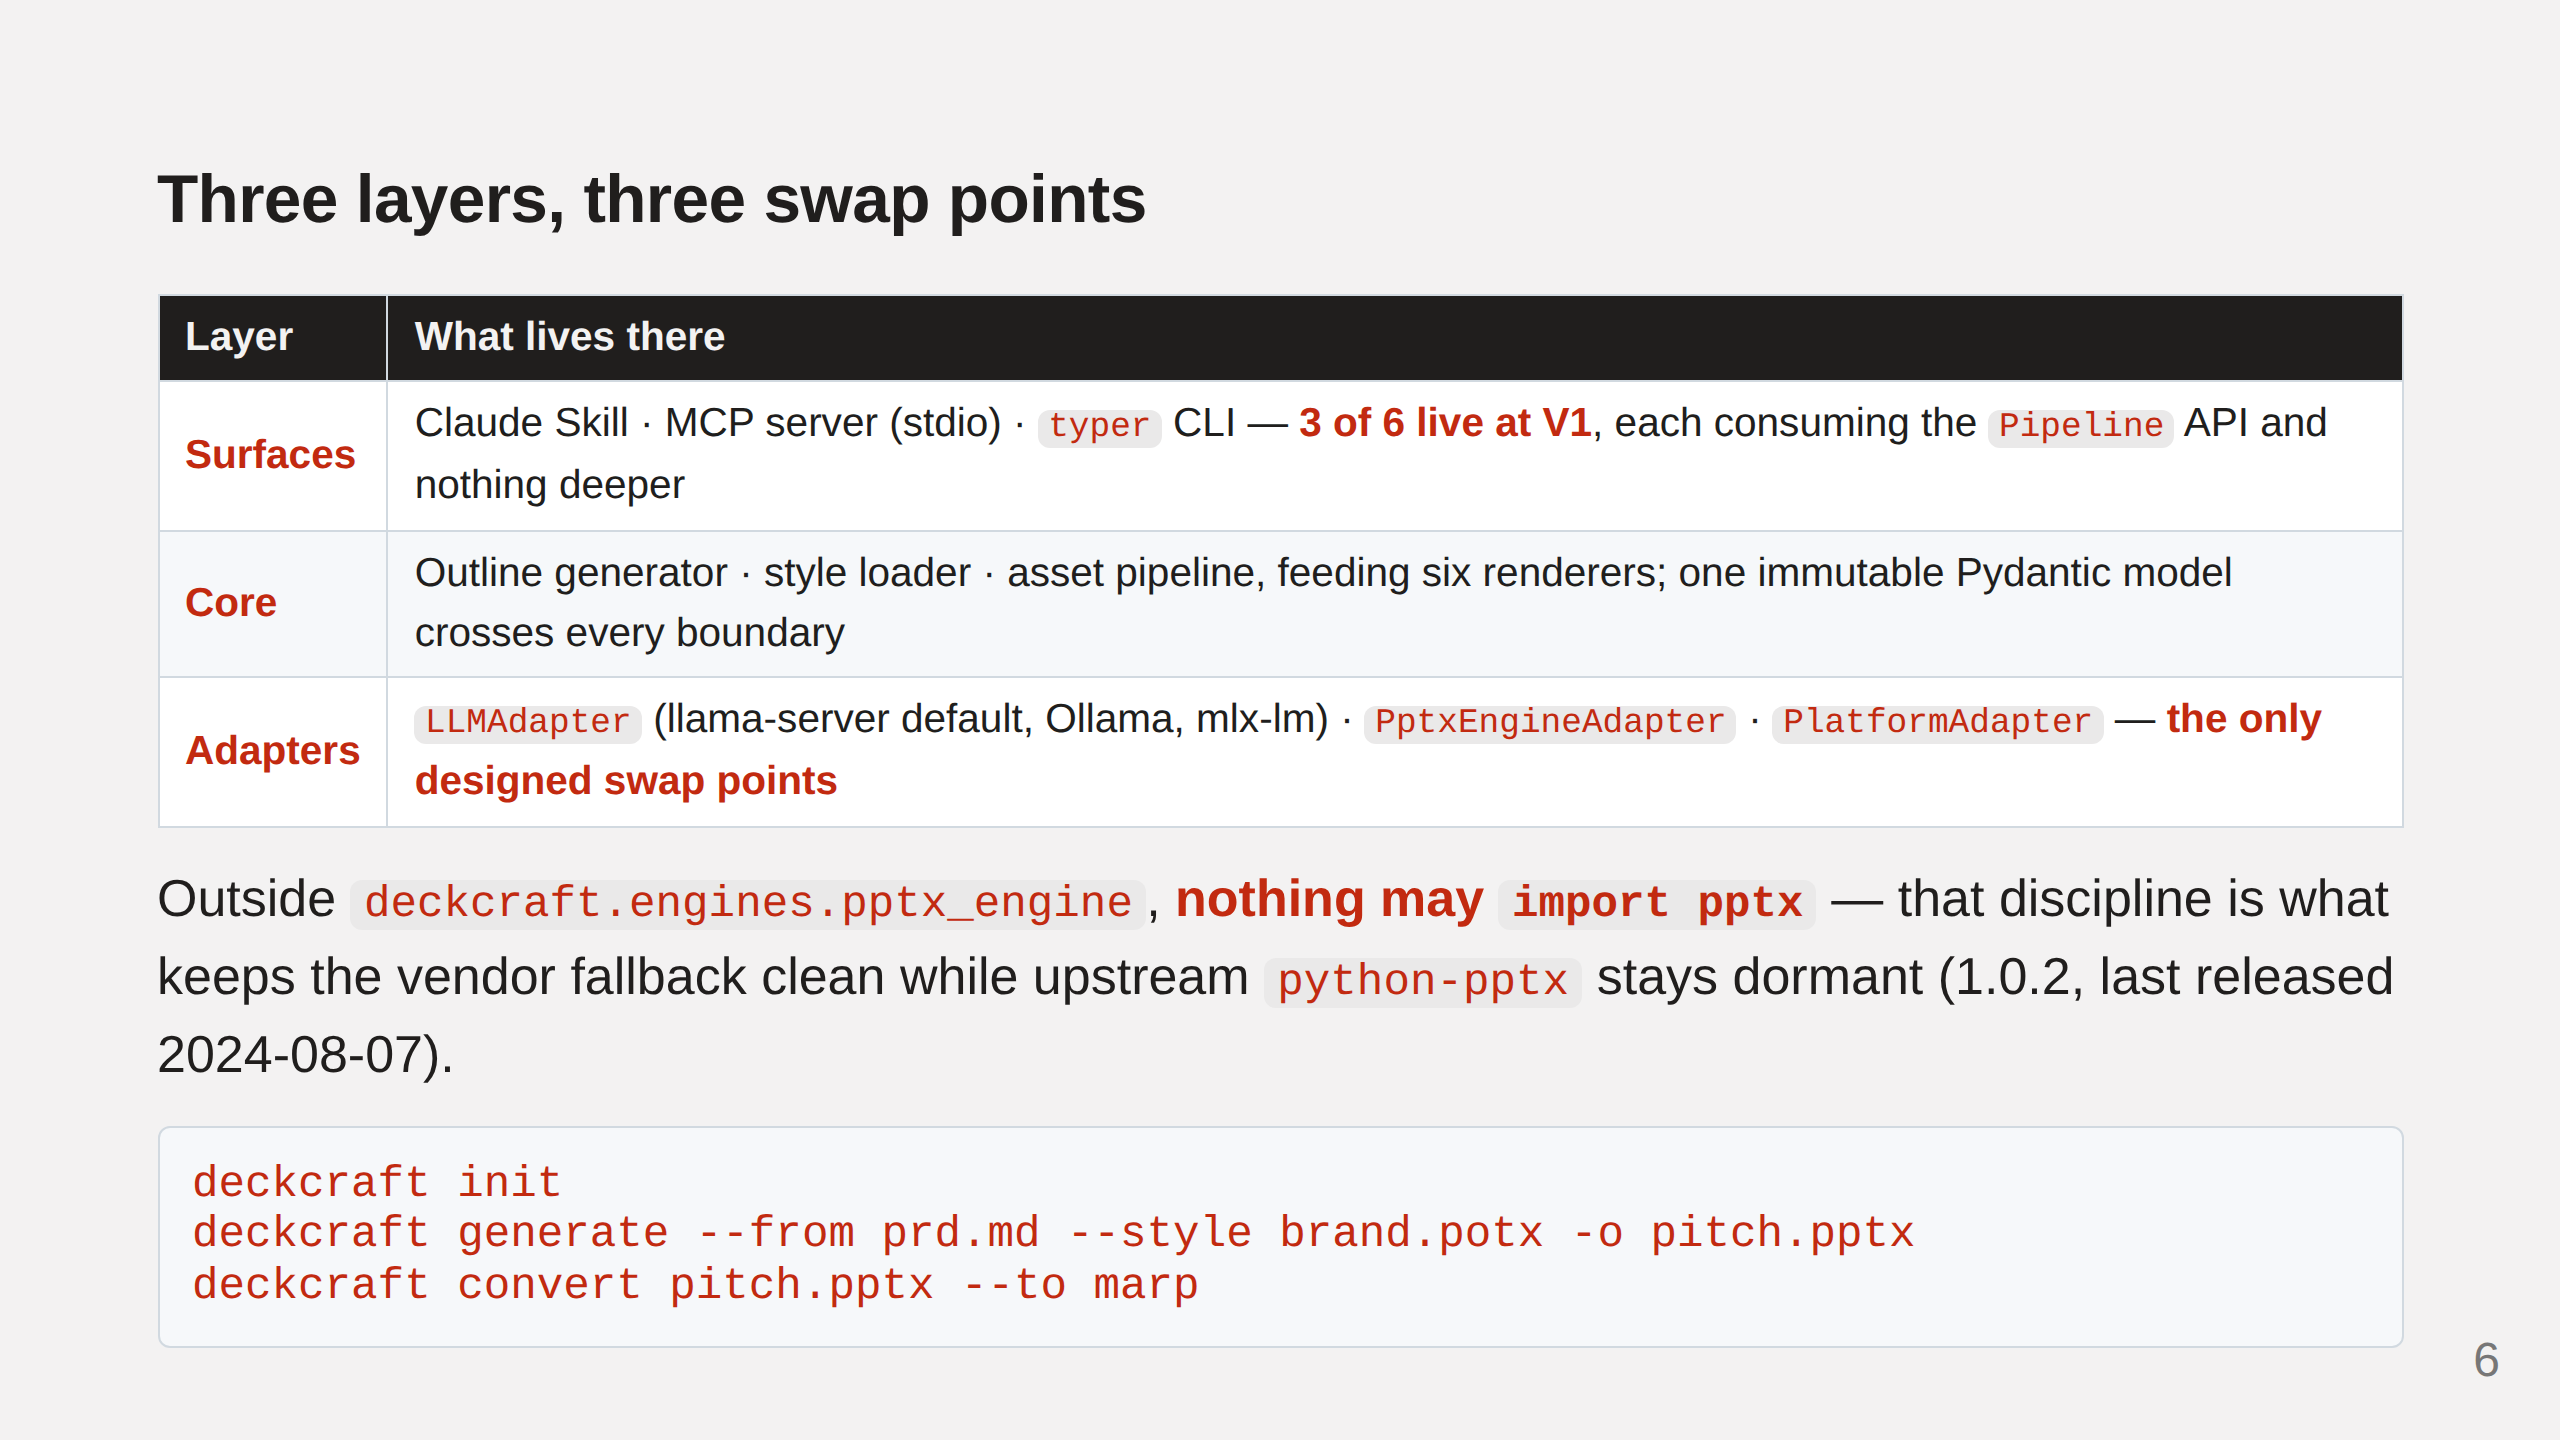 Three layers, three swap points
Layer
What lives there
Surfaces
Claude Skill · MCP server (stdio) · typer CLI — 3 of 6 live at V1, each consuming the Pipeline API and
nothing deeper
Core
Outline generator · style loader · asset pipeline, feeding six renderers; one immutable Pydantic model
crosses every boundary
Adapters
LLMAdapter (llama-server default, Ollama, mlx-lm) · PptxEngineAdapter · PlatformAdapter — the only
designed swap points
Outside deckcraft.engines.pptx_engine, nothing may import pptx — that discipline is what
keeps the vendor fallback clean while upstream python-pptx stays dormant (1.0.2, last released
2024-08-07).
deckcraft init
deckcraft generate --from prd.md --style brand.potx -o pitch.pptx
deckcraft convert pitch.pptx --to marp
6